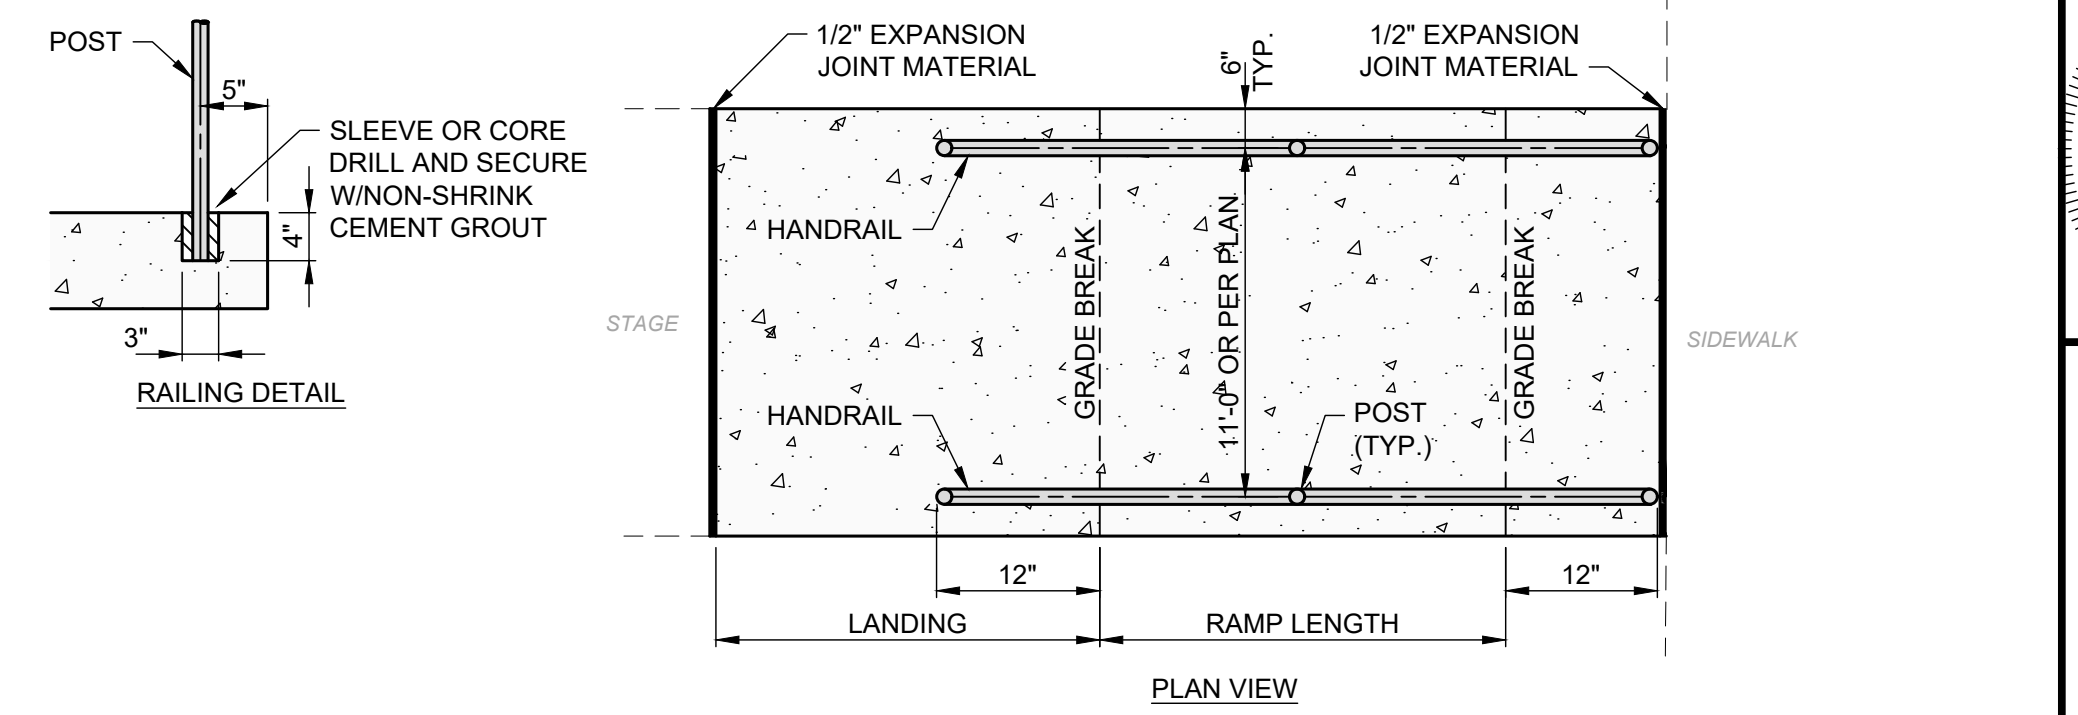 POST
5"
SLEEVE OR CORE
DRILL AND SECURE
W/NON-SHRINK
CEMENT GROUT
4"
3"
RAILING DETAIL
1/2" EXPANSION
JOINT MATERIAL
6"
TYP.
1/2" EXPANSION
JOINT MATERIAL
HANDRAIL
GRADE BREAK
11'-0" OR PER PLAN
GRADE BREAK
STAGE
SIDEWALK
HANDRAIL
POST
(TYP.)
12"
12"
LANDING
RAMP LENGTH
PLAN VIEW